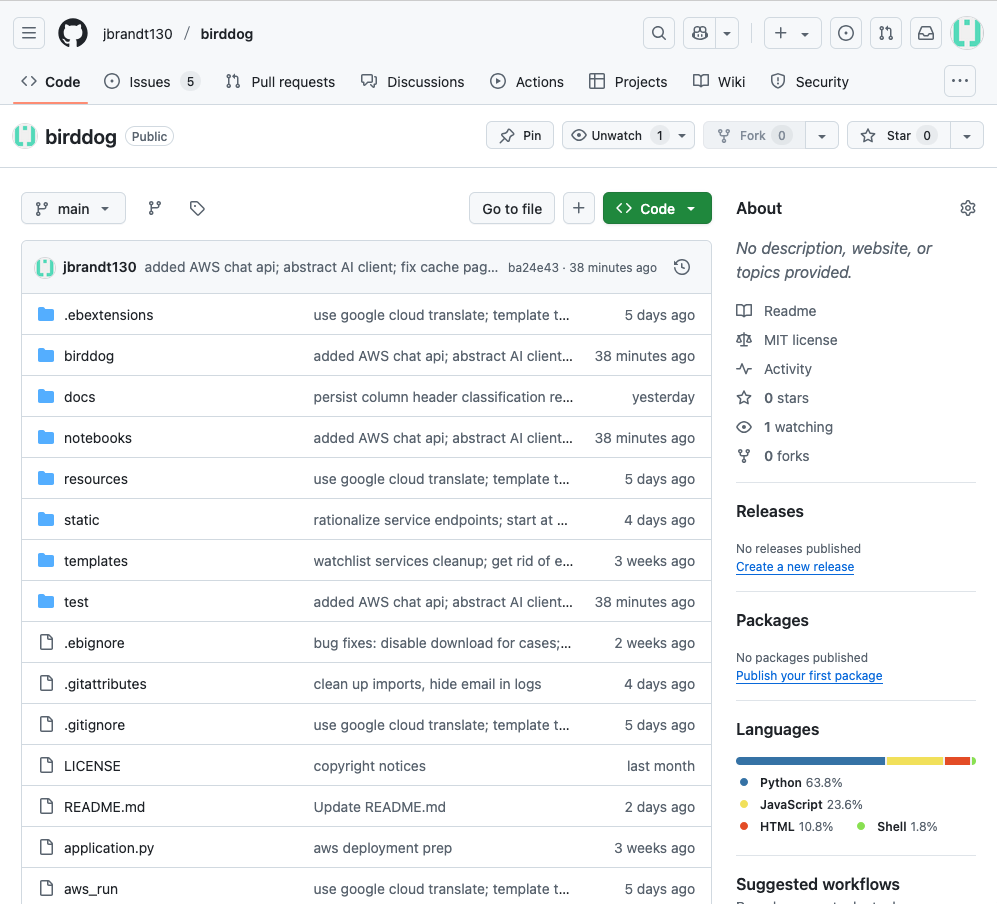 jbrandt130 / birddog
Code Issues 5 Pull requests Discussions Actions Projects Wiki Security
birddog Public Pin Unwatch 1 Fork 0 Star 0
main Go to file Code
jbrandt130 added AWS chat api; abstract AI client; fix cache pag... ba24e43 · 38 minutes ago
.ebextensions use google cloud translate; template t... 5 days ago
birddog added AWS chat api; abstract AI client... 38 minutes ago
docs persist column header classification re... yesterday
notebooks added AWS chat api; abstract AI client... 38 minutes ago
resources use google cloud translate; template t... 5 days ago
static rationalize service endpoints; start at ... 4 days ago
templates watchlist services cleanup; get rid of e... 3 weeks ago
test added AWS chat api; abstract AI client... 38 minutes ago
.ebignore bug fixes: disable download for cases;... 2 weeks ago
.gitattributes clean up imports, hide email in logs 4 days ago
.gitignore use google cloud translate; template t... 5 days ago
LICENSE copyright notices last month
README.md Update README.md 2 days ago
application.py aws deployment prep 3 weeks ago
aws_run use google cloud translate; template t... 5 days ago
About
No description, website, or
topics provided.
Readme
MIT license
Activity
0 stars
1 watching
0 forks
Releases
No releases published
Create a new release
Packages
No packages published
Publish your first package
Languages
Python 63.8%
JavaScript 23.6%
HTML 10.8% Shell 1.8%
Suggested workflows